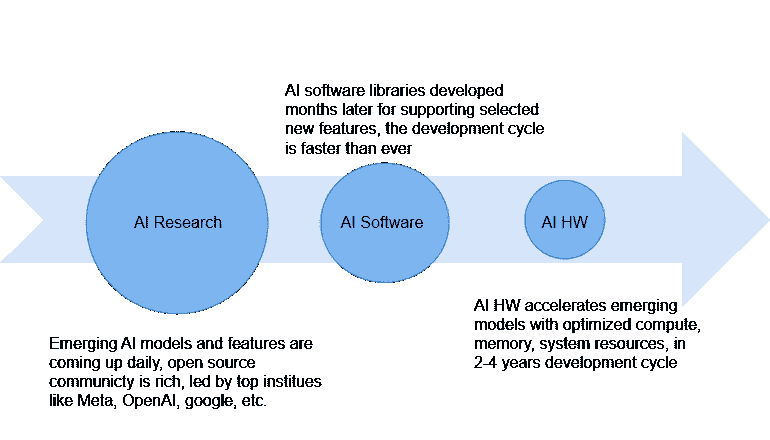 AI software libraries developed
months later for supporting selected
new features, the development cycle
is faster than ever
AI Research
AI Software
AI HW
AI HW accelerates emerging
models with optimized compute,
memory, system resources, in
2-4 years development cycle
Emerging AI models and features are
coming up daily, open source
communicty is rich, led by top institues
like Meta, OpenAI, google, etc.